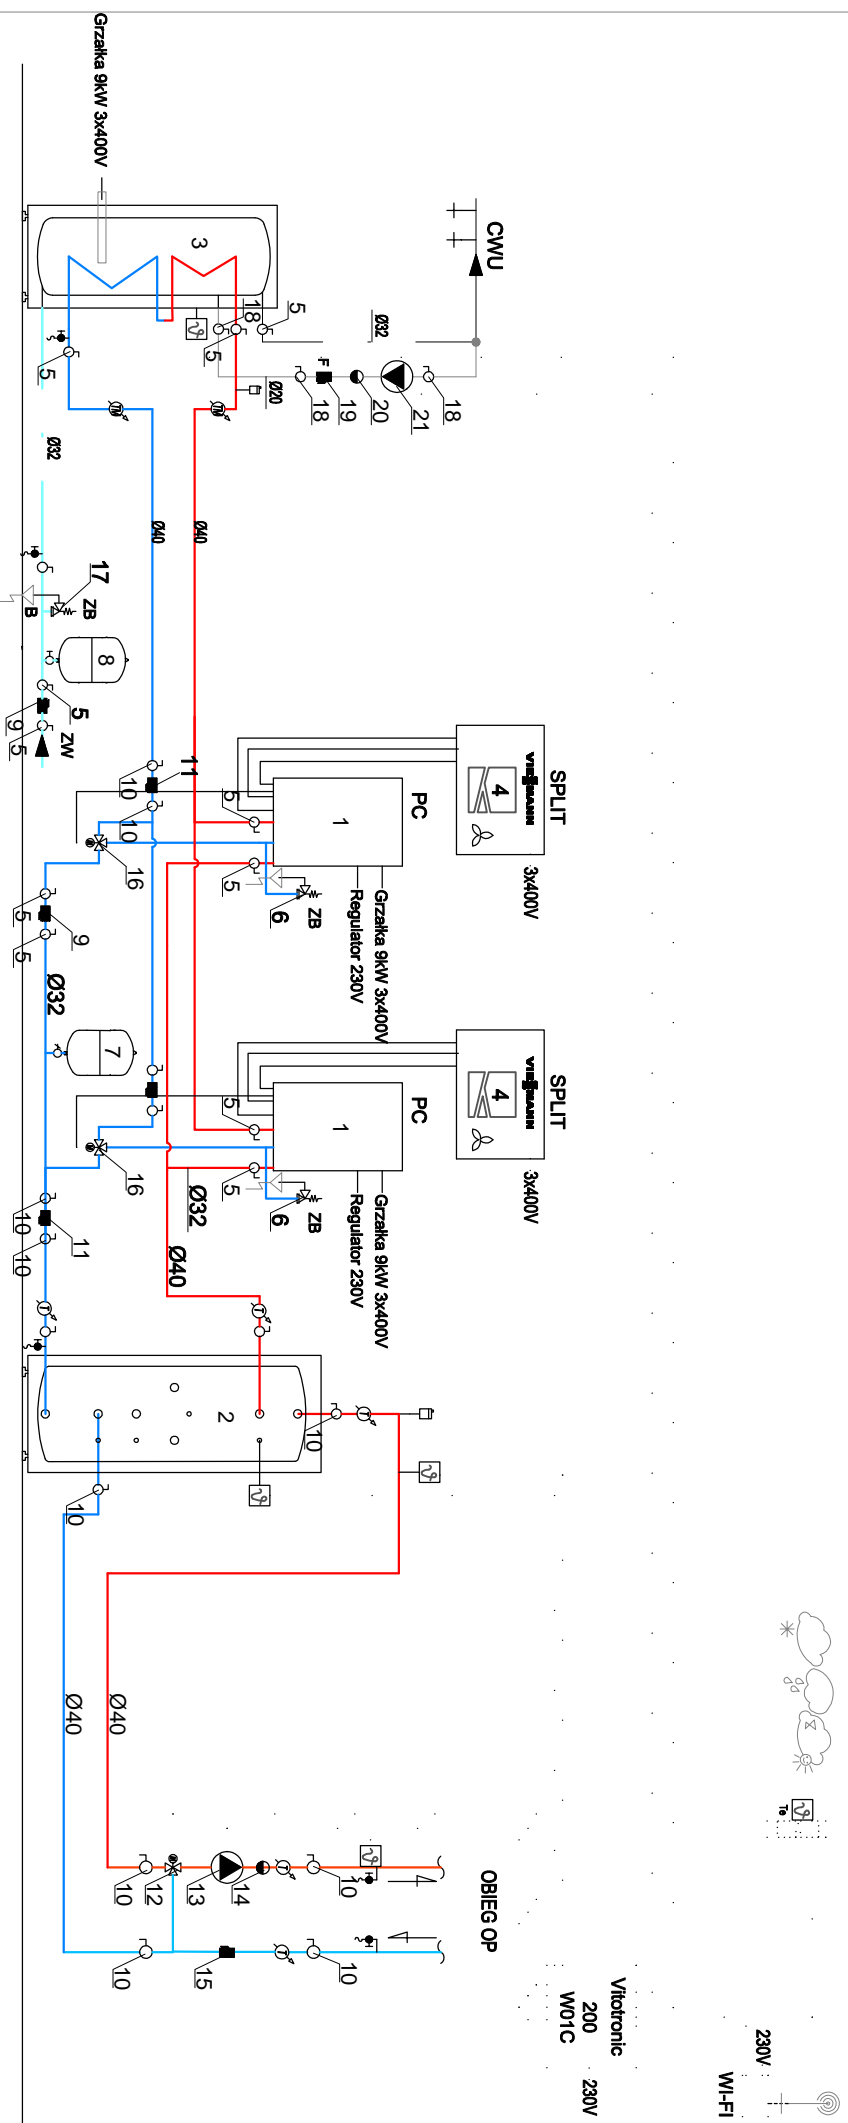 Grzałka 9kW 3x400V
3
CWU
5
18
5
Ø32
Ø20
18
F
19
20
21
18
5
TM
TM
Ø32
Ø40
Ø40
17
ZB
B
8
5
9
5
ZW
SPLIT
VIESMANN
4
3x400V
PC
1
5
5
Grzałka 9kW 3x400V
Regulator 230V
ZB
6
11
10
10
M
16
5
9
5
Ø32
7
SPLIT
VIESMANN
4
3x400V
PC
1
5
5
Grzałka 9kW 3x400V
Regulator 230V
ZB
6
M
16
Ø32
Ø40
10
11
10
T
T
2
10
T
10
Ø40
Ø40
Te
OBIEG OP
10
M
12
13
14
T
10
10
15
T
10
Vitotronic
200
W01C
230V
230V
WI-FI